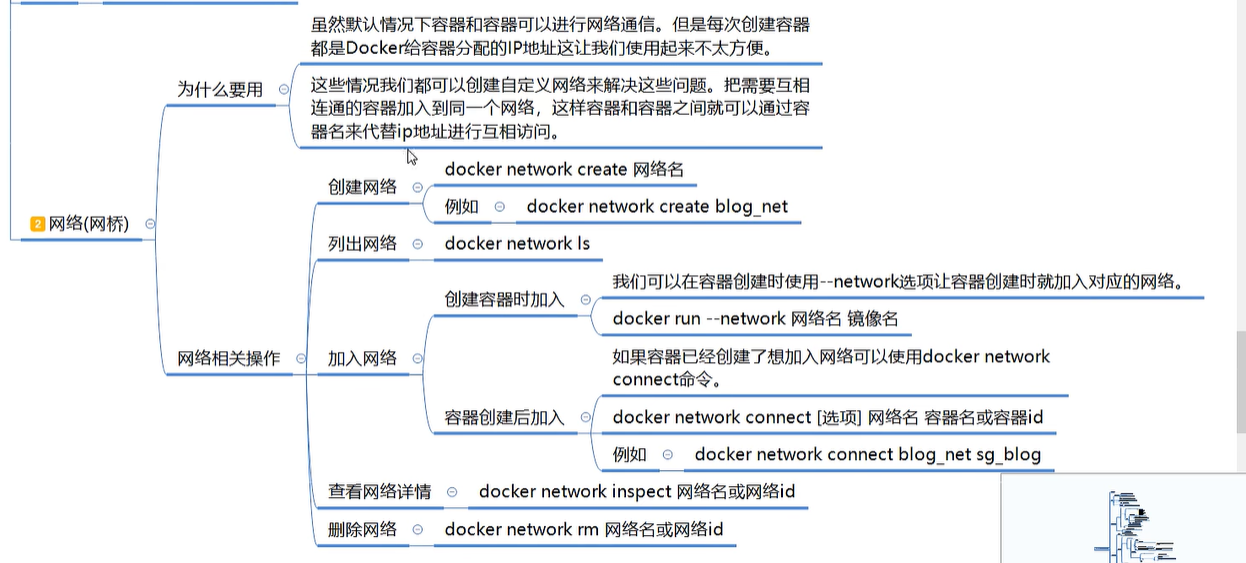 虽然默认情况下容器和容器可以进行网络通信。但是每次创建容器
都是Docker给容器分配的IP地址这让我们使用起来不太方便。
为什么要用
这些情况我们都可以创建自定义网络来解决这些问题。把需要互相
连通的容器加入到同一个网络，这样容器和容器之间就可以通过容
器名来代替ip地址进行互相访问。
2 网络(网桥)
网络相关操作
创建网络
docker network create 网络名
例如
docker network create blog_net
列出网络
docker network ls
加入网络
创建容器时加入
我们可以在容器创建时使用--network选项让容器创建时就加入对应的网络。
docker run --network 网络名 镜像名
容器创建后加入
如果容器已经创建了想加入网络可以使用docker network
connect命令。
docker network connect [选项] 网络名 容器名或容器id
例如
docker network connect blog_net sg_blog
查看网络详情
docker network inspect 网络名或网络id
删除网络
docker network rm 网络名或网络id